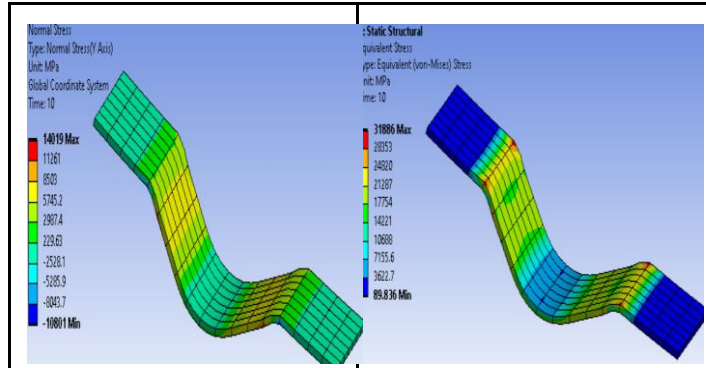 Normal Stress
Type: Normal Stress(Y Axis)
Unit: MPa
Global Coordinate System
Time: 10
14019 Max
11261
8503
5745.2
2987.4
229.63
-2528.1
-5285.9
-8043.7
-10801 Min
: Static Structural
quivalent Stress
ype: Equivalent (von-Mises) Stress
nit: MPa
me: 10
31886 Max
28353
24820
21287
17754
14221
10688
7155.6
3622.7
89.836 Min